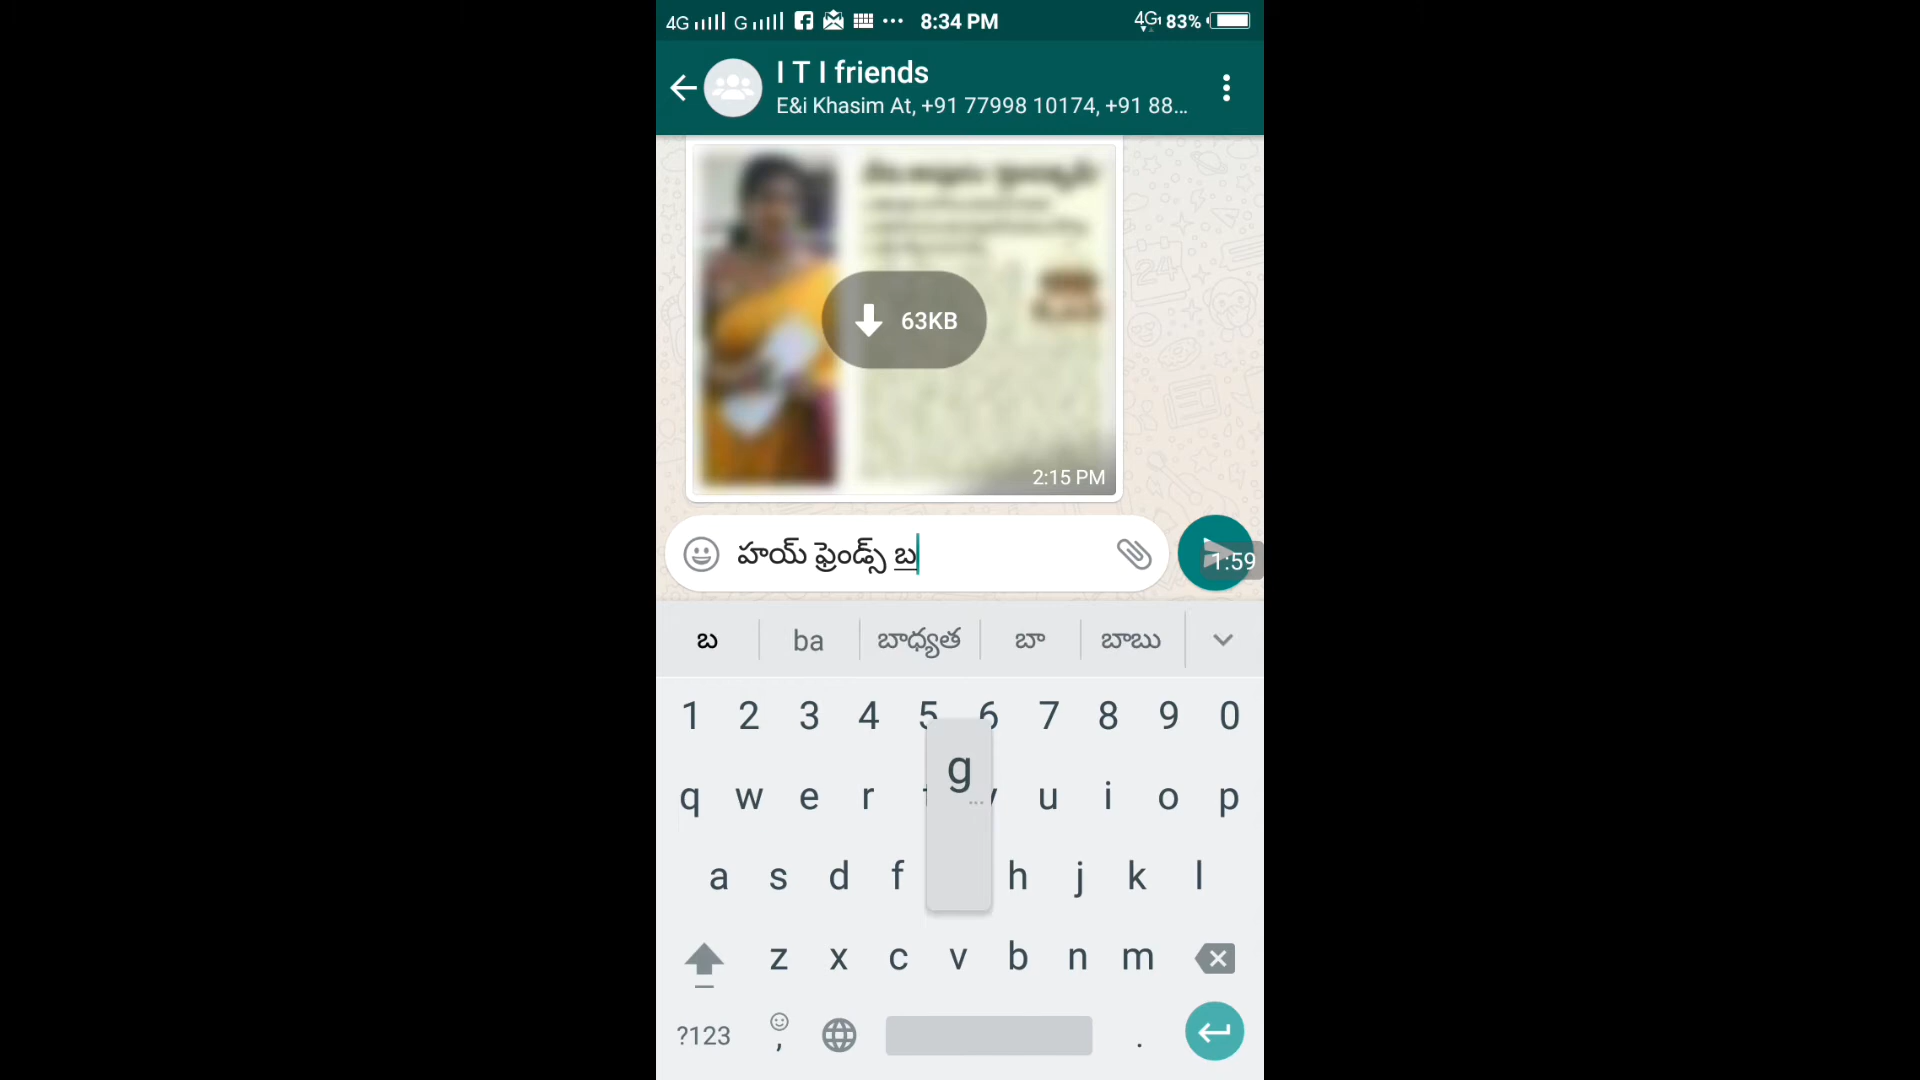 4G G 8:34 PM 4G 83%
I T I friends
E&i Khasim At, +91 77998 10174, +91 88...
63KB
2:15 PM
హయ్ ఫ్రెండ్స్ బ
1:59
బ ba బాధ్యత బా బాబు
1 2 3 4 5 6 7 8 9 0
g
q w e r u i o p
a s d f h j k l
z x c v b n m
?123 , .